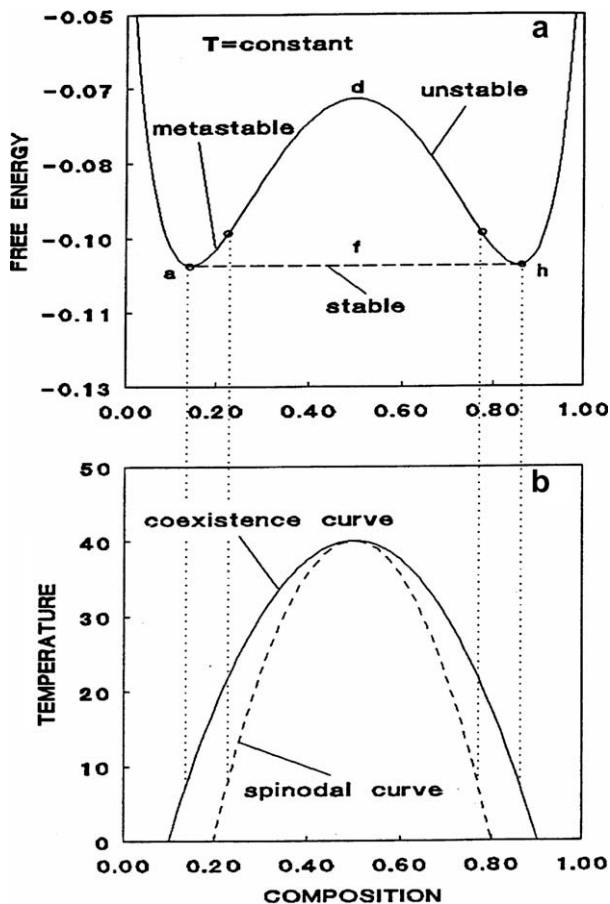 -0.05
a
T=constant
-0.07
d
unstable
metastable
-0.08
FREE ENERGY
-0.10
f
a
h
stable
-0.11
-0.13
0.00 0.20 0.40 0.60 0.80 1.00
50
b
coexistence curve
40
30
TEMPERATURE
20
10
spinodal curve
0
0.00 0.20 0.40 0.60 0.80 1.00
COMPOSITION